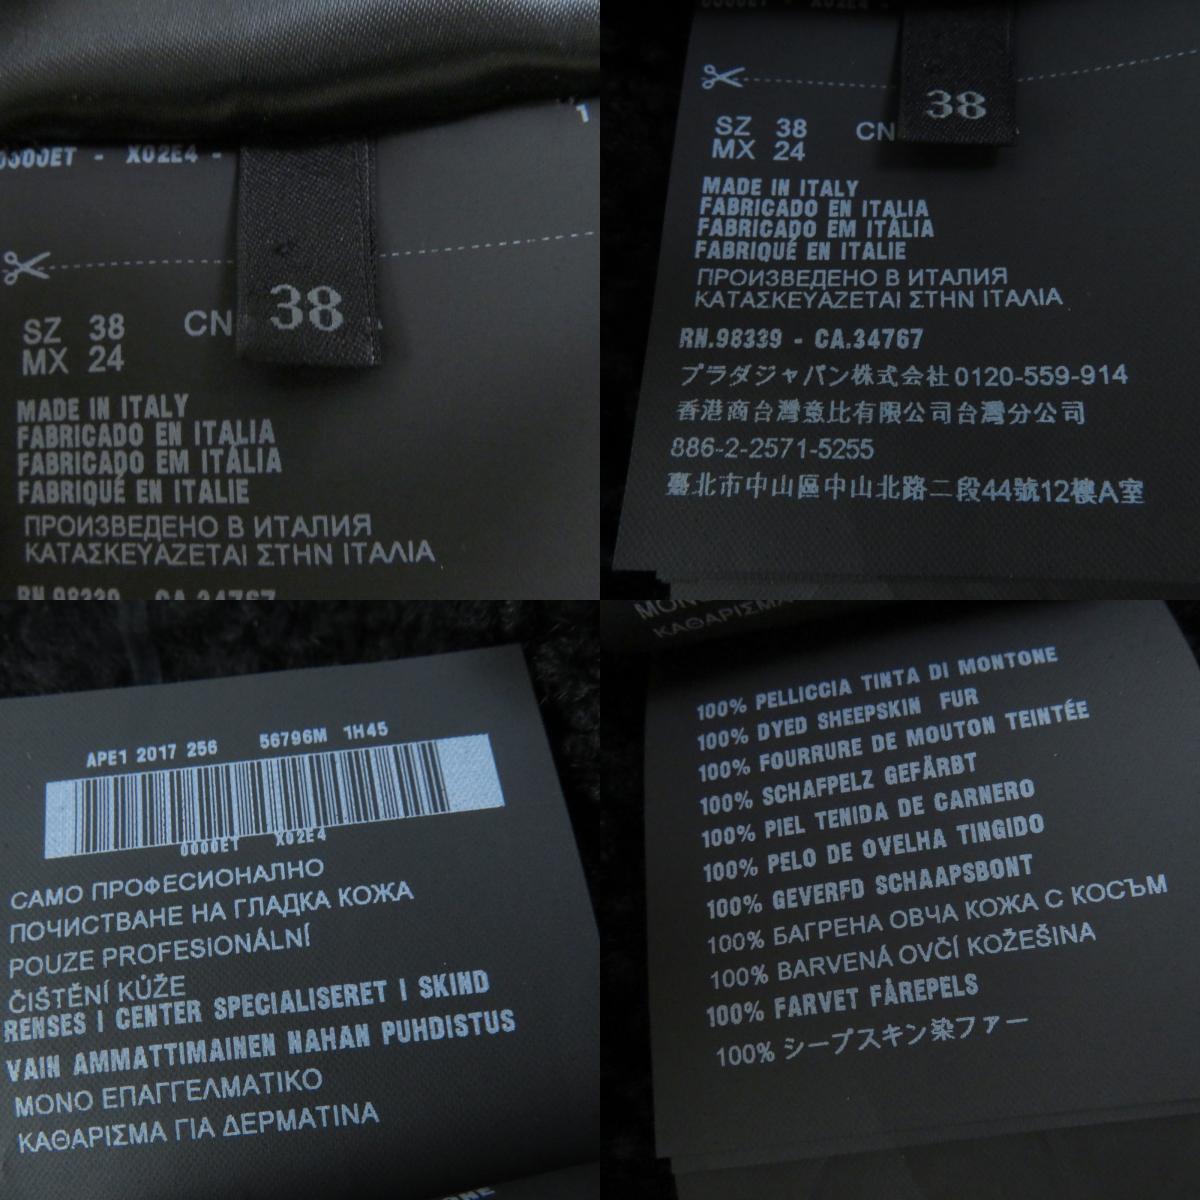 X02E4 -
38
SZ 38 CN
MX 24
MADE IN ITALY
FABRICADO EN ITALIA
FABRICADO EM ITÁLIA
FABRIQUÉ EN ITALIE
ПРОИЗВЕДЕНО В ИТАЛИЯ
ΚΑΤΑΣΚΕΥΑΖΕΤΑΙ ΣΤΗΝ ΙΤΑΛΙΑ
RN.98339 - CA.34767
38
SZ 38 CN
MX 24
MADE IN ITALY
FABRICADO EN ITALIA
FABRICADO EM ITÁLIA
FABRIQUÉ EN ITALIE
ПРОИЗВЕДЕНО В ИТАЛИЯ
ΚΑΤΑΣΚΕΥΑΖΕΤΑΙ ΣΤΗΝ ΙΤΑΛΙΑ
RN.98339 - CA.34767
プラダジャパン株式会社 0120-559-914
香港商台灣意比有限公司台灣分公司
886-2-2571-5255
臺北市中山區中山北路二段44號12樓A室
APE1 2017 256 56796M 1H45
X02E4
САМО ПРОФЕСИОНАЛНО
ПОЧИСТВАНЕ НА ГЛАДКА КОЖА
POUZE PROFESIONÁLNÍ
ČIŠTĚNÍ KŮŽE
RENSES I CENTER SPECIALISERET I SKIND
VAIN AMMATTIMAINEN NAHAN PUHDISTUS
ΜΟΝΟ ΕΠΑΓΓΕΛΜΑΤΙΚΟ
ΚΑΘΑΡΙΣΜΑ ΓΙΑ ΔΕΡΜΑΤΙΝΑ
ΚΑΘΑΡΙΣΜΑ
100% PELLICCIA TINTA DI MONTONE
100% DYED SHEEPSKIN FUR
100% FOURRURE DE MOUTON TEINTÉE
100% SCHAFPELZ GEFÄRBT
100% PIEL TENIDA DE CARNERO
100% PELO DE OVELHA TINGIDO
100% GEVERFD SCHAAPSBONT
100% БАГРЕНА ОВЧА КОЖА С КОСЪМ
100% BARVENÁ OVČÍ KOŽEŠINA
100% FARVET FÅREPELS
100% シープスキン染ファー